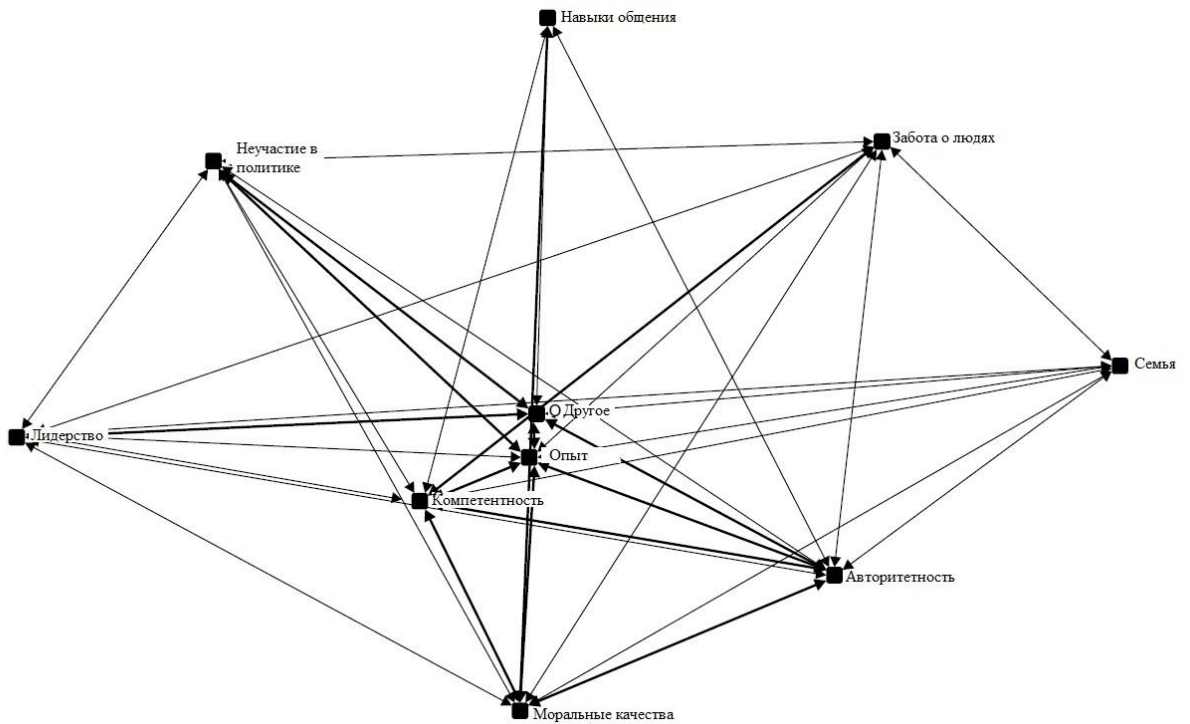 Навыки общения
Забота о людях
Неучастие в
политике
Семья
О Другое
Лидерство
Опыт
Компетентность
Авторитетность
Моральные качества